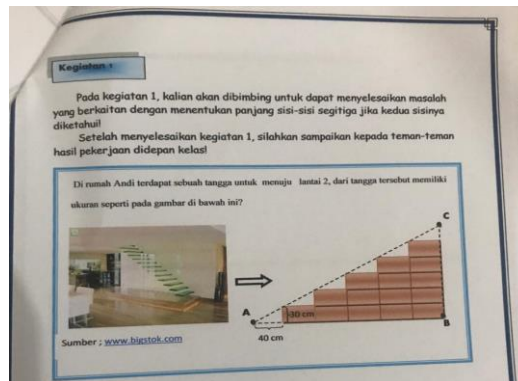 Kegiatan 1
Pada kegiatan 1, kalian akan dibimbing untuk dapat menyelesaikan masalah
yang berkaitan dengan menentukan panjang sisi-sisi segitiga jika kedua sisinya
diketahui!
Setelah menyelesaikan kegiatan 1, silahkan sampaikan kepada teman-teman
hasil pekerjaan didepan kelas!
Di rumah Andi terdapat sebuah tangga untuk menuju lantai 2, dari tangga tersebut memiliki
ukuran seperti pada gambar di bawah ini?
C
A
30 cm
B
40 cm
Sumber ; www.bigstok.com